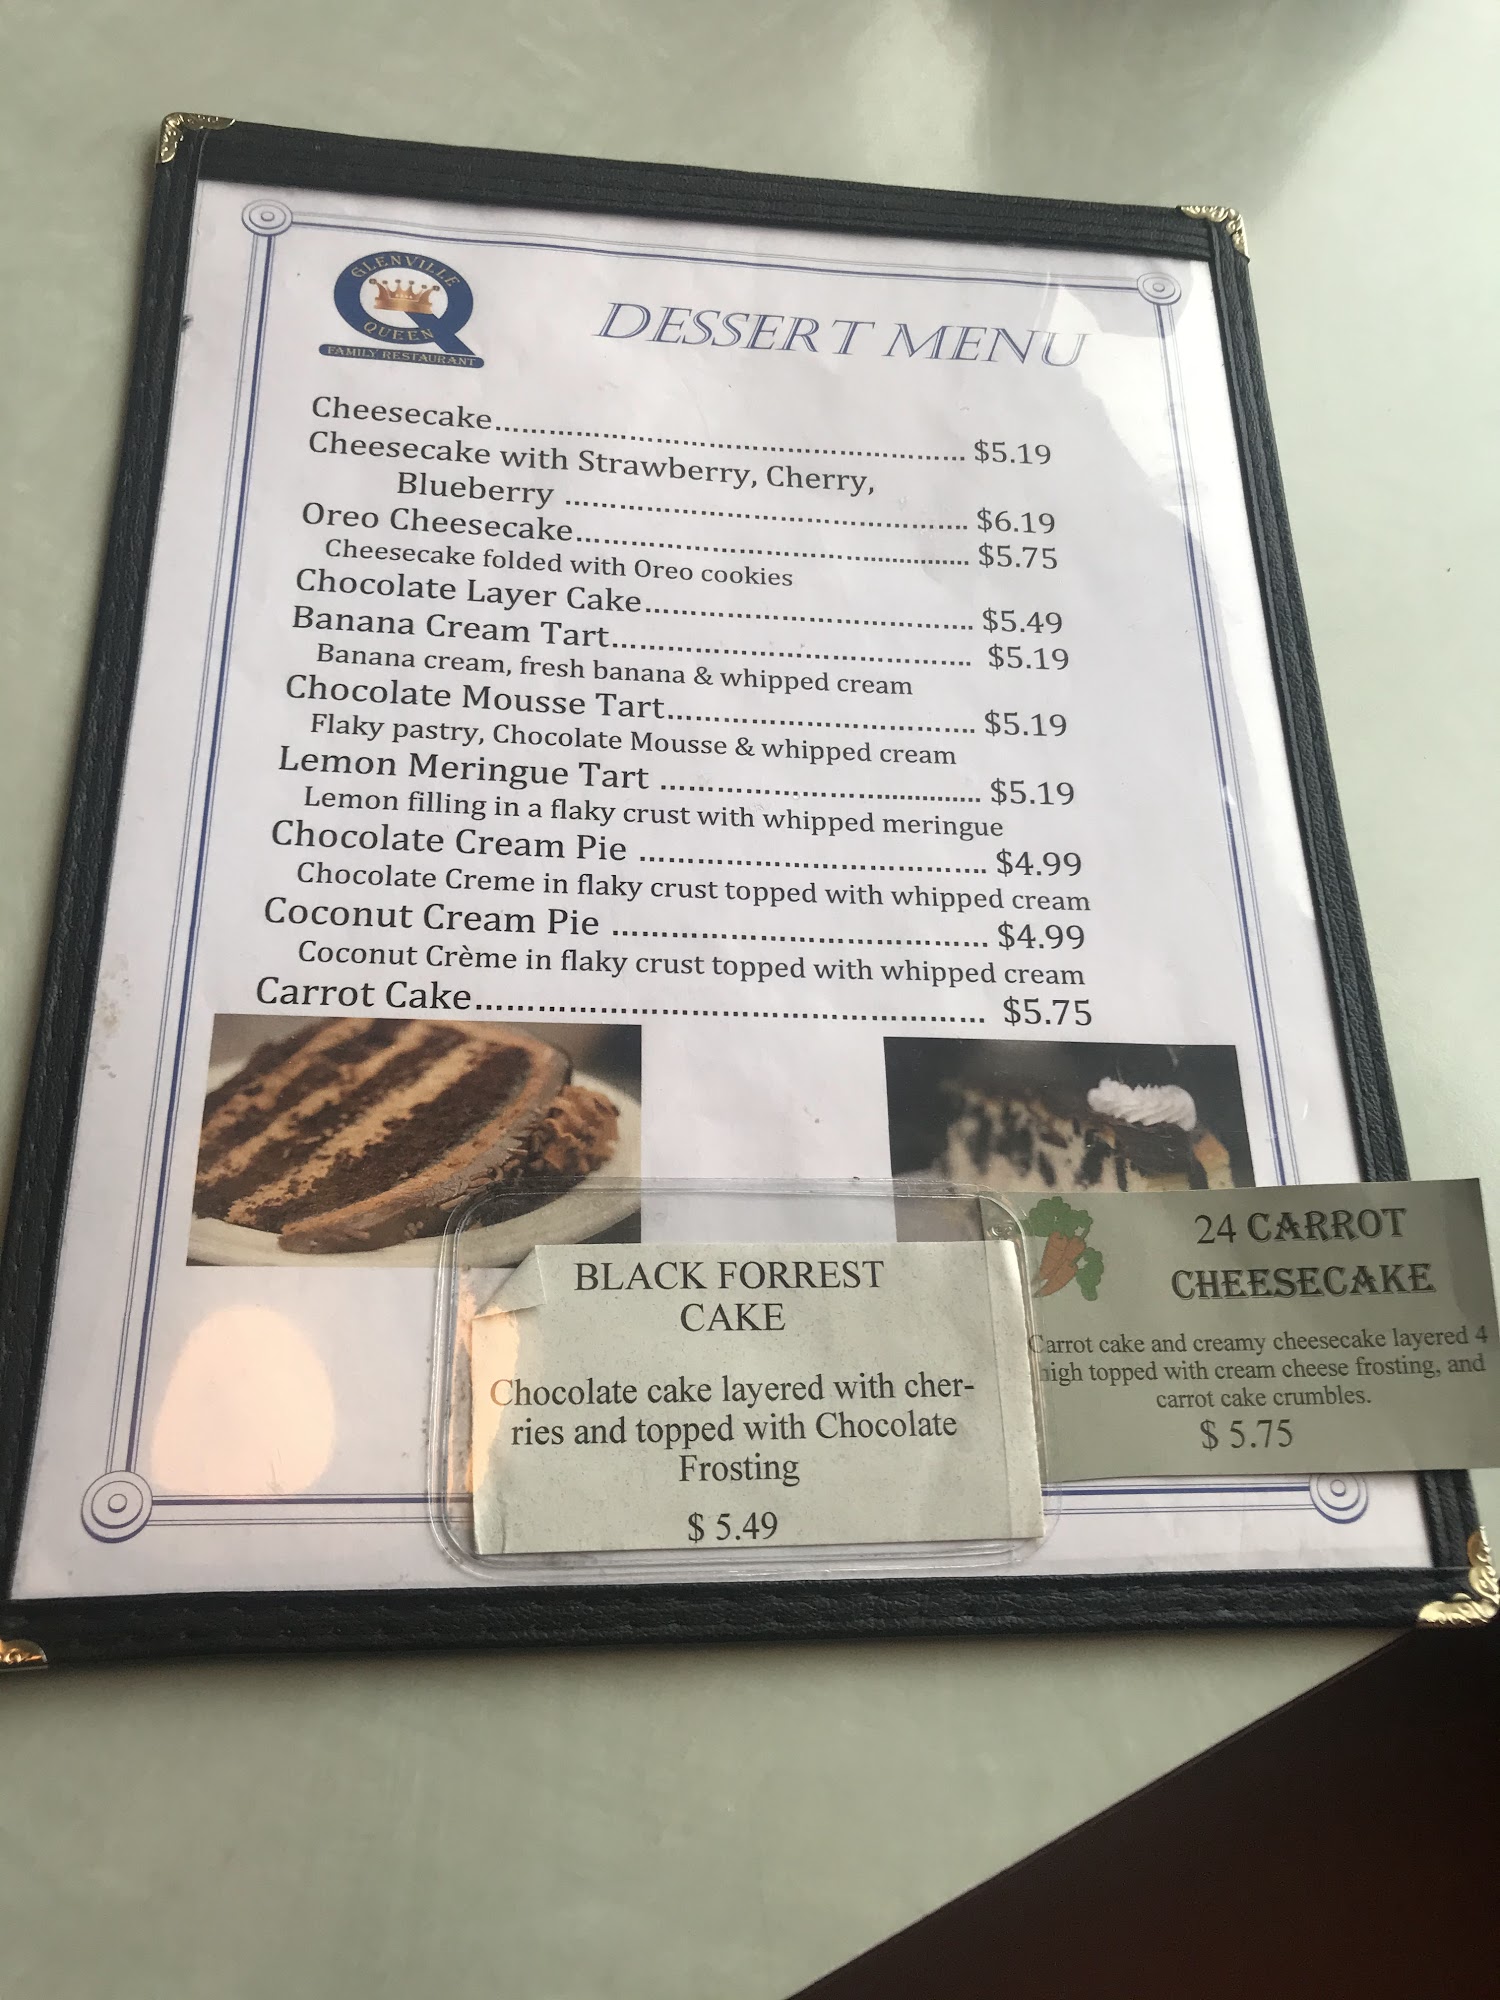 GLENVILLE
QUEEN
FAMILY RESTAURANT
DESSERT MENU
Cheesecake........................................................ $5.19
Cheesecake with Strawberry, Cherry,
Blueberry ................................................ $6.19
Oreo Cheesecake............................................... $5.75
Cheesecake folded with Oreo cookies
Chocolate Layer Cake....................................... $5.49
Banana Cream Tart........................................... $5.19
Banana cream, fresh banana & whipped cream
Chocolate Mousse Tart..................................... $5.19
Flaky pastry, Chocolate Mousse & whipped cream
Lemon Meringue Tart ...................................... $5.19
Lemon filling in a flaky crust with whipped meringue
Chocolate Cream Pie ........................................ $4.99
Chocolate Creme in flaky crust topped with whipped cream
Coconut Cream Pie ........................................... $4.99
Coconut Crème in flaky crust topped with whipped cream
Carrot Cake......................................................... $5.75
BLACK FORREST
CAKE
Chocolate cake layered with cher-
ries and topped with Chocolate
Frosting
$ 5.49
24 CARROT
CHEESECAKE
Carrot cake and creamy cheesecake layered 4
high topped with cream cheese frosting, and
carrot cake crumbles.
$ 5.75